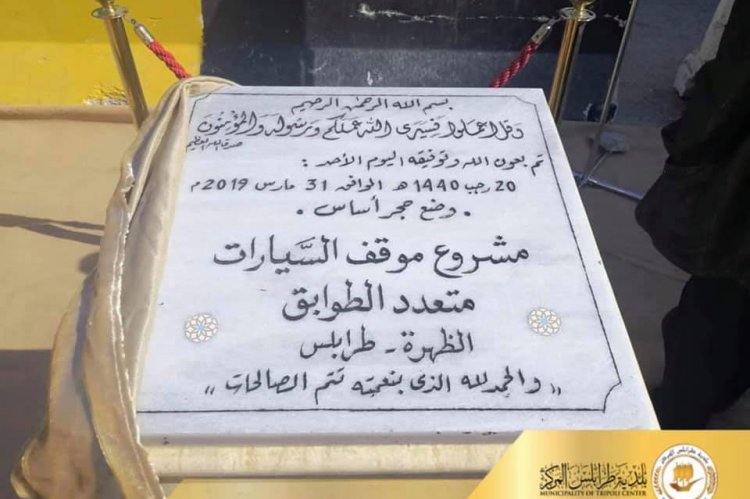 بسم الله الرحمن الرحيم
وقل اعملوا فسيرى الله عملكم ورسوله والمؤمنون
صدق الله العظيم
تم بعون الله وتوفيقه اليوم الأحد :
20 رجب 1440 هـ الموافق 31 مارس 2019 م
. وضع حجر أساس .
مشروع موقف السَّيارات
متعدد الطوابق
الظهرة - طرابلس
" والحمد لله الذي بنعمته تتم الصالحات "
بلدية طرابلس المركز
MUNICIPALITY OF TRIPOLI CENTER